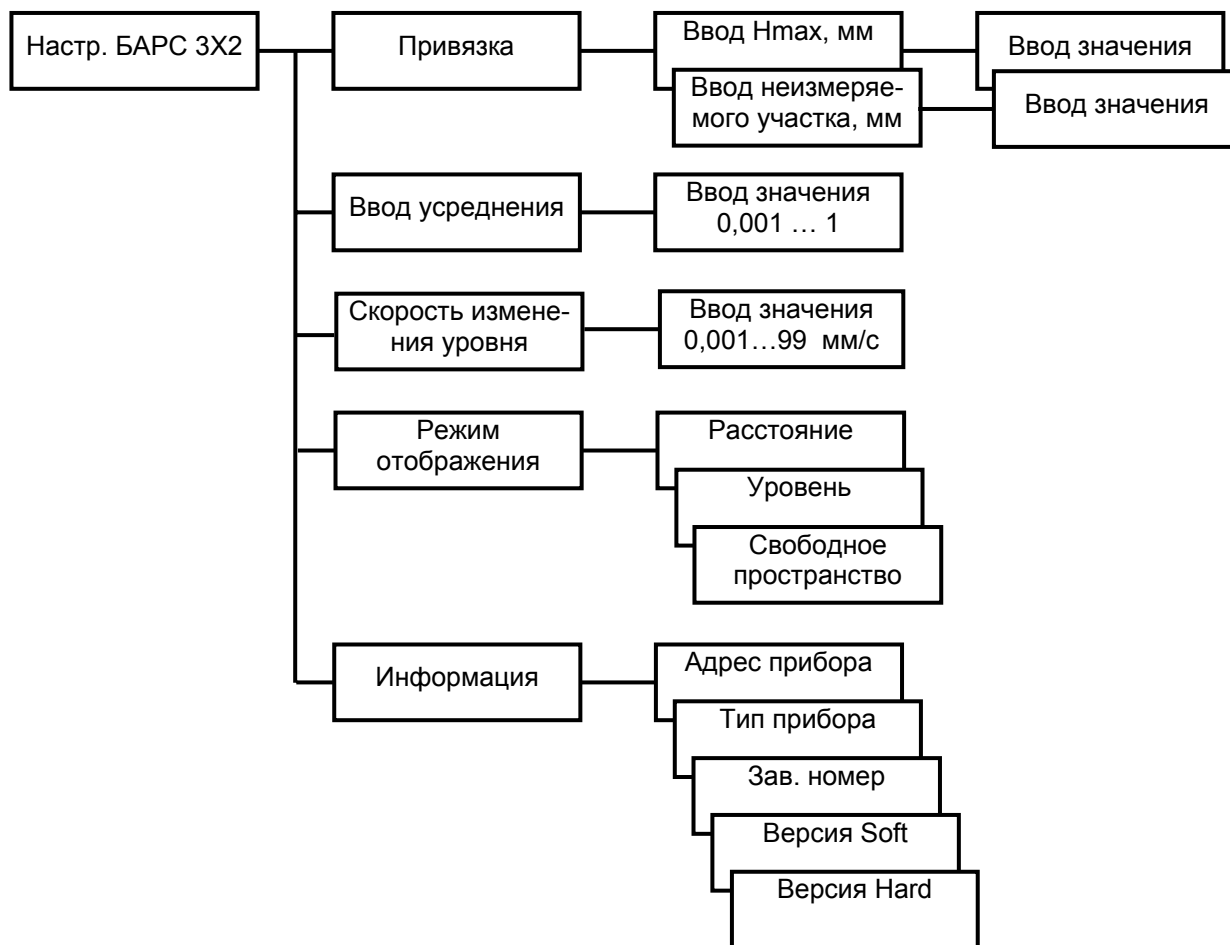 Настр. БАРС 3Х2
Привязка
Ввод Hmax, мм
Ввод значения
Ввод неизмеряе-
мого участка, мм
Ввод значения
Ввод усреднения
Ввод значения
0,001 … 1
Скорость измене-
ния уровня
Ввод значения
0,001…99 мм/с
Режим
отображения
Расстояние
Уровень
Свободное
пространство
Информация
Адрес прибора
Тип прибора
Зав. номер
Версия Soft
Версия Hard